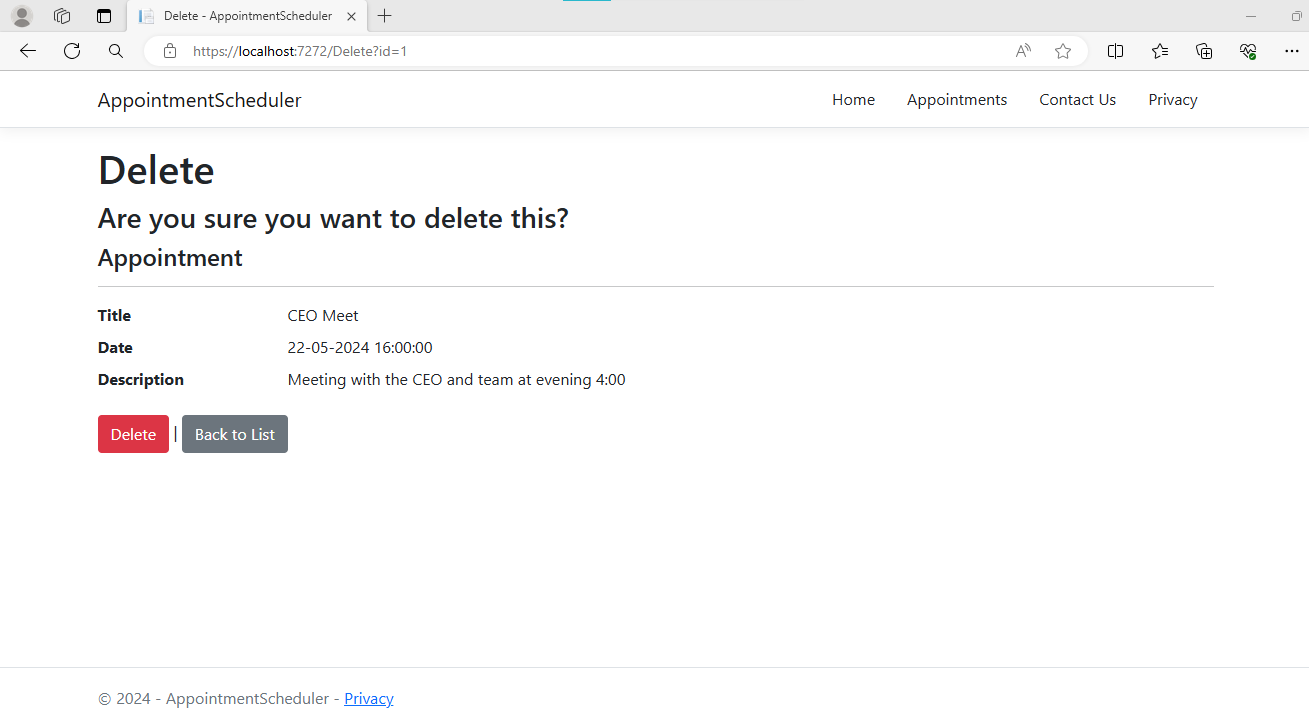 Delete - AppointmentScheduler
https://localhost:7272/Delete?id=1
AppointmentScheduler Home Appointments Contact Us Privacy
Delete
Are you sure you want to delete this?
Appointment
Title CEO Meet
Date 22-05-2024 16:00:00
Description Meeting with the CEO and team at evening 4:00
Delete | Back to List
© 2024 - AppointmentScheduler - Privacy